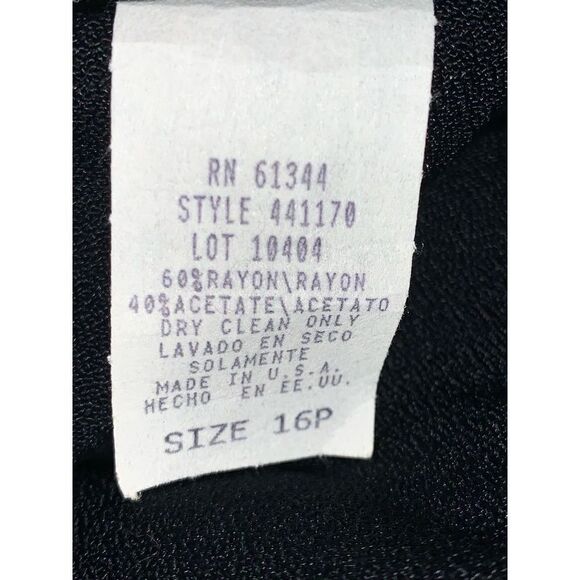 RN 61344
STYLE 441170
LOT 10404
60%RAYON\RAYON
40%ACETATE\ACETATO
DRY CLEAN ONLY
LAVADO EN SECO
SOLAMENTE
MADE IN U.S.A.
HECHO EN EE.UU.
SIZE 16P